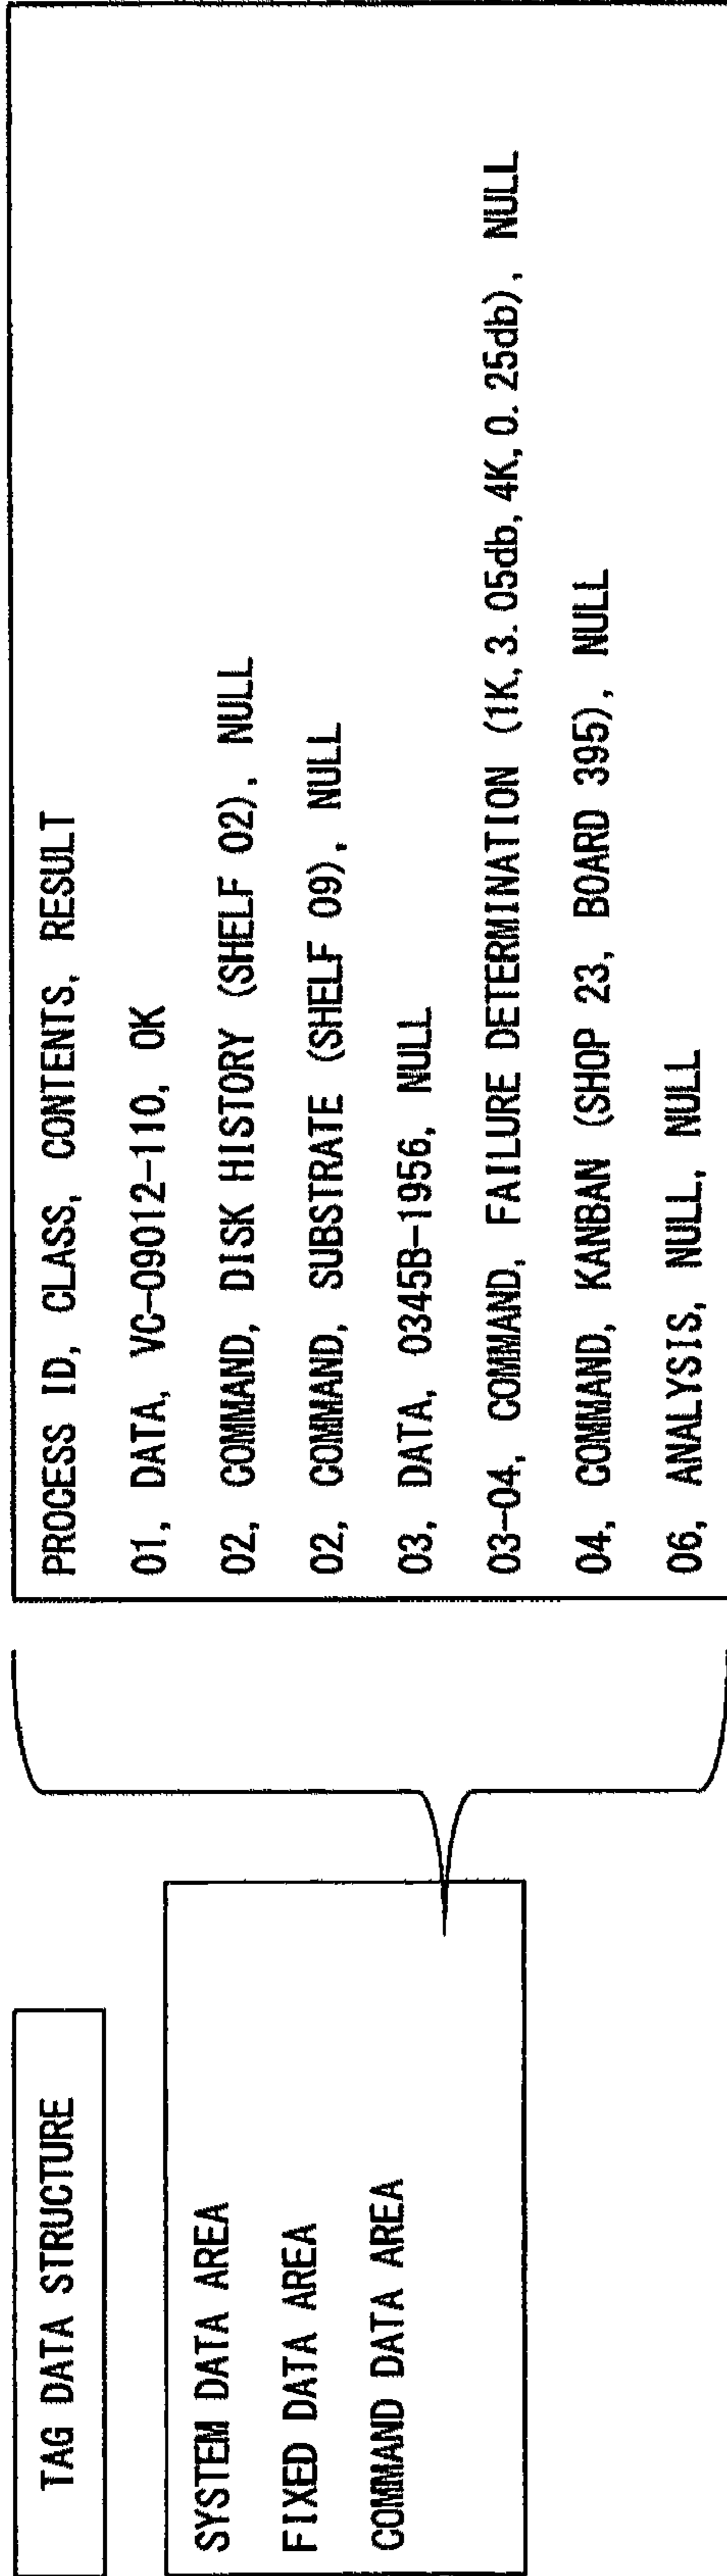 TAG DATA STRUCTURE
SYSTEM DATA AREA
FIXED DATA AREA
COMMAND DATA AREA
PROCESS ID, CLASS, CONTENTS, RESULT
01, DATA, VC-09012-110, OK
02, COMMAND, DISK HISTORY (SHELF 02), NULL
02, COMMAND, SUBSTRATE (SHELF 09), NULL
03, DATA, 0345B-1956, NULL
03-04, COMMAND, FAILURE DETERMINATION (1K, 3.05db, 4K, 0.25db), NULL
04, COMMAND, KANBAN (SHOP 23, BOARD 395), NULL
06, ANALYSIS, NULL, NULL